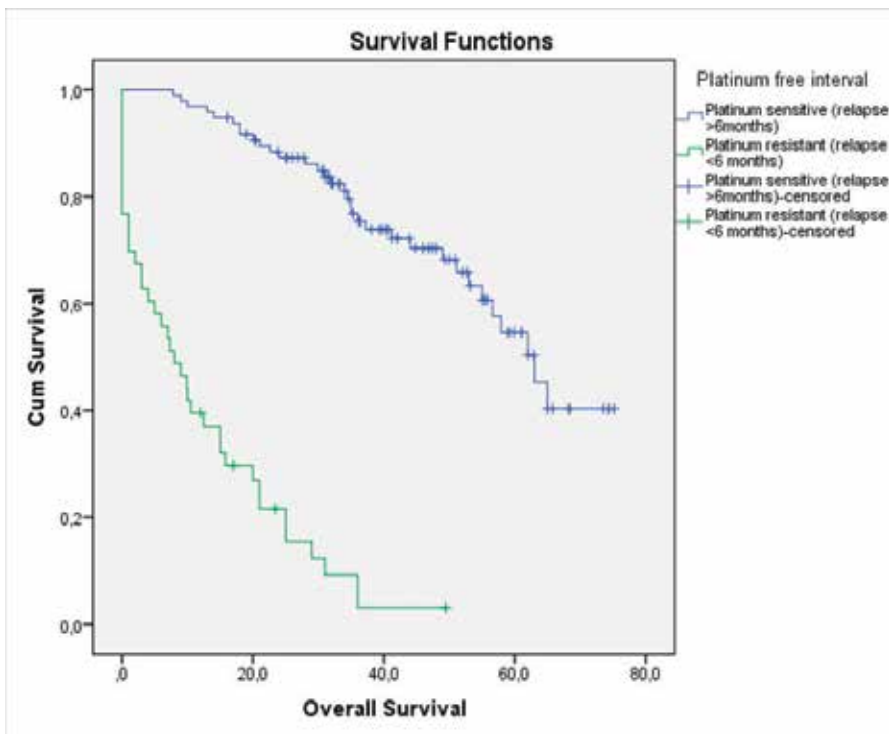 Survival Functions
Platinum free interval
Platinum sensitive (relapse
>6months)
Platinum resistant (relapse
<6 months)
Platinum sensitive (relapse
>6months)-censored
Platinum resistant (relapse
<6 months)-censored
1,0
0,8
0,6
0,4
0,2
0,0
Cum Survival
,0
20,0
40,0
60,0
80,0
Overall Survival